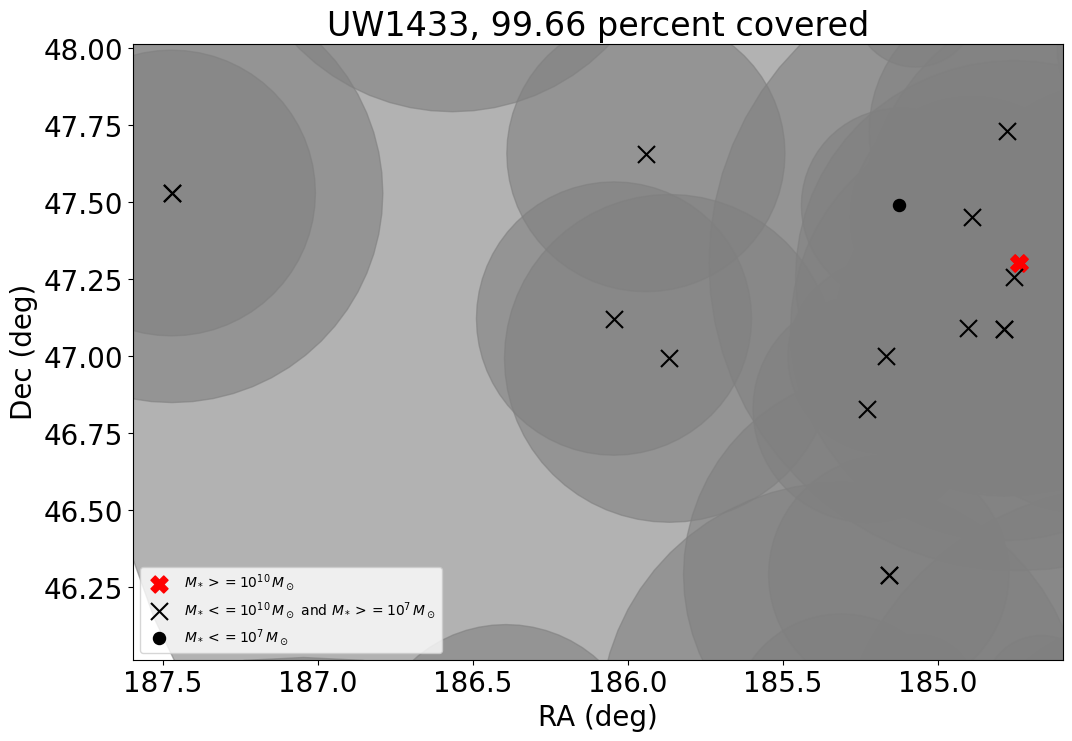 UW1433, 99.66 percent covered
48.00
47.75
47.50
47.25
47.00
46.75
46.50
46.25
Dec (deg)
M* >= 10^10 M⊙
M* <= 10^10 M⊙ and M* >= 10^7 M⊙
M* <= 10^7 M⊙
187.5 187.0 186.5 186.0 185.5 185.0
RA (deg)